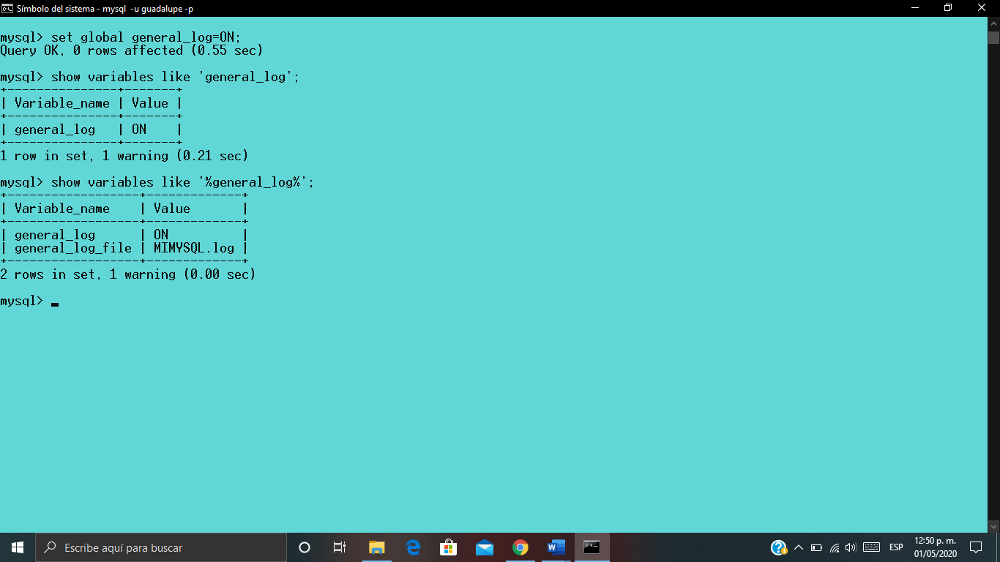 Símbolo del sistema - mysql -u guadalupe -p
mysql> set global general_log=ON;
Query OK, 0 rows affected (0.55 sec)
mysql> show variables like 'general_log';
+---------------+-------+
| Variable_name | Value |
+---------------+-------+
| general_log   | ON    |
+---------------+-------+
1 row in set, 1 warning (0.21 sec)
mysql> show variables like '%general_log%';
+------------------+-------------+
| Variable_name    | Value       |
+------------------+-------------+
| general_log      | ON          |
| general_log_file | MIMYSQL.log |
+------------------+-------------+
2 rows in set, 1 warning (0.00 sec)
mysql>
Escribe aquí para buscar
ESP
12:50 p. m.
01/05/2020